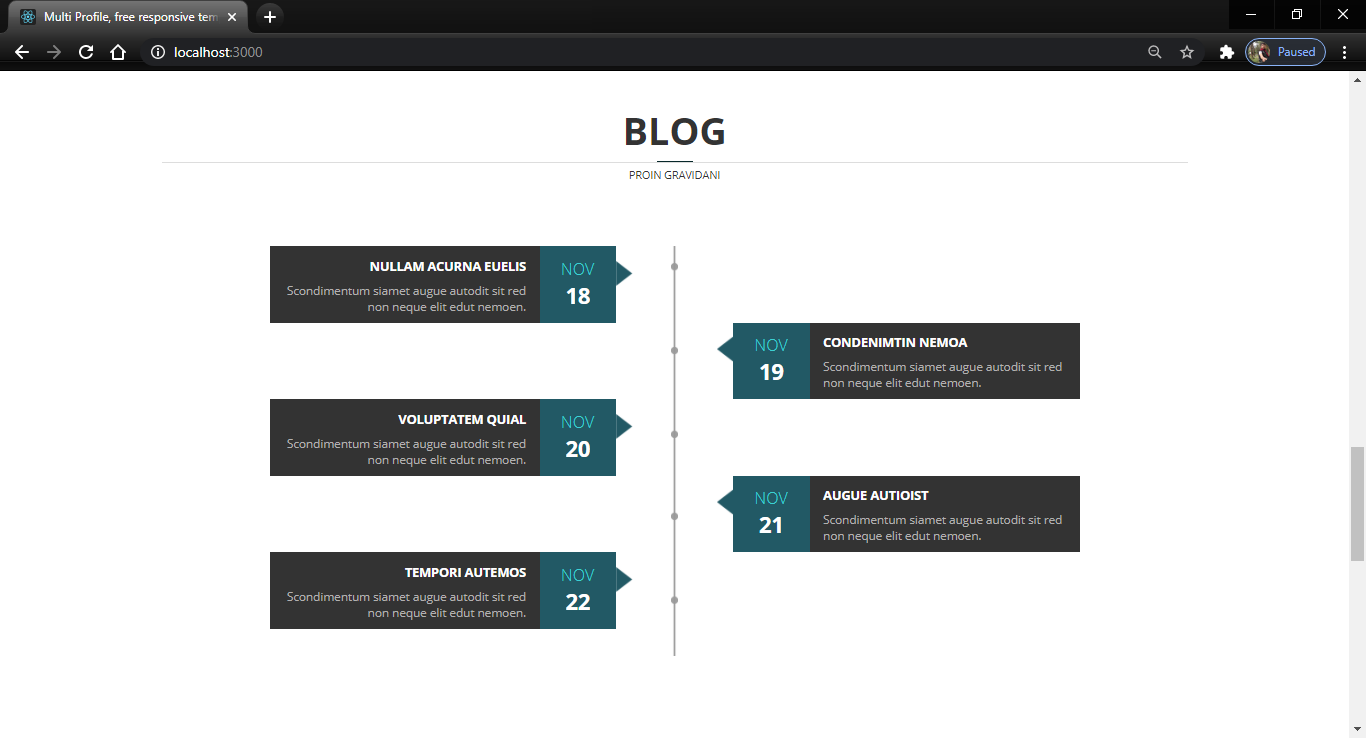 Multi Profile, free responsive tem
localhost:3000
Paused
BLOG
PROIN GRAVIDANI
NULLAM ACURNA EUELIS
Scondimentum siamet augue autodit sit red
non neque elit edut nemoen.
NOV
18
NOV
19
CONDENIMTIN NEMOA
Scondimentum siamet augue autodit sit red
non neque elit edut nemoen.
VOLUPTATEM QUIAL
Scondimentum siamet augue autodit sit red
non neque elit edut nemoen.
NOV
20
NOV
21
AUGUE AUTIOIST
Scondimentum siamet augue autodit sit red
non neque elit edut nemoen.
TEMPORI AUTEMOS
Scondimentum siamet augue autodit sit red
non neque elit edut nemoen.
NOV
22